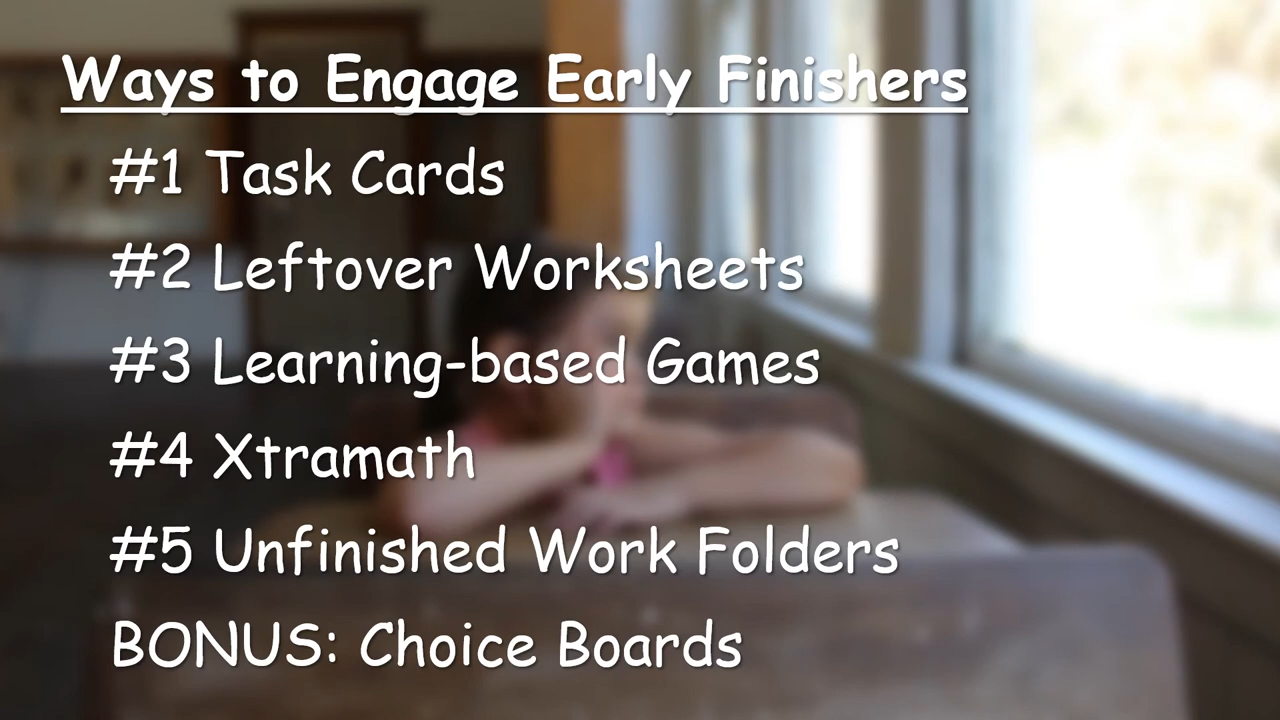 Ways to Engage Early Finishers
#1 Task Cards
#2 Leftover Worksheets
#3 Learning-based Games
#4 Xtramath
#5 Unfinished Work Folders
BONUS: Choice Boards